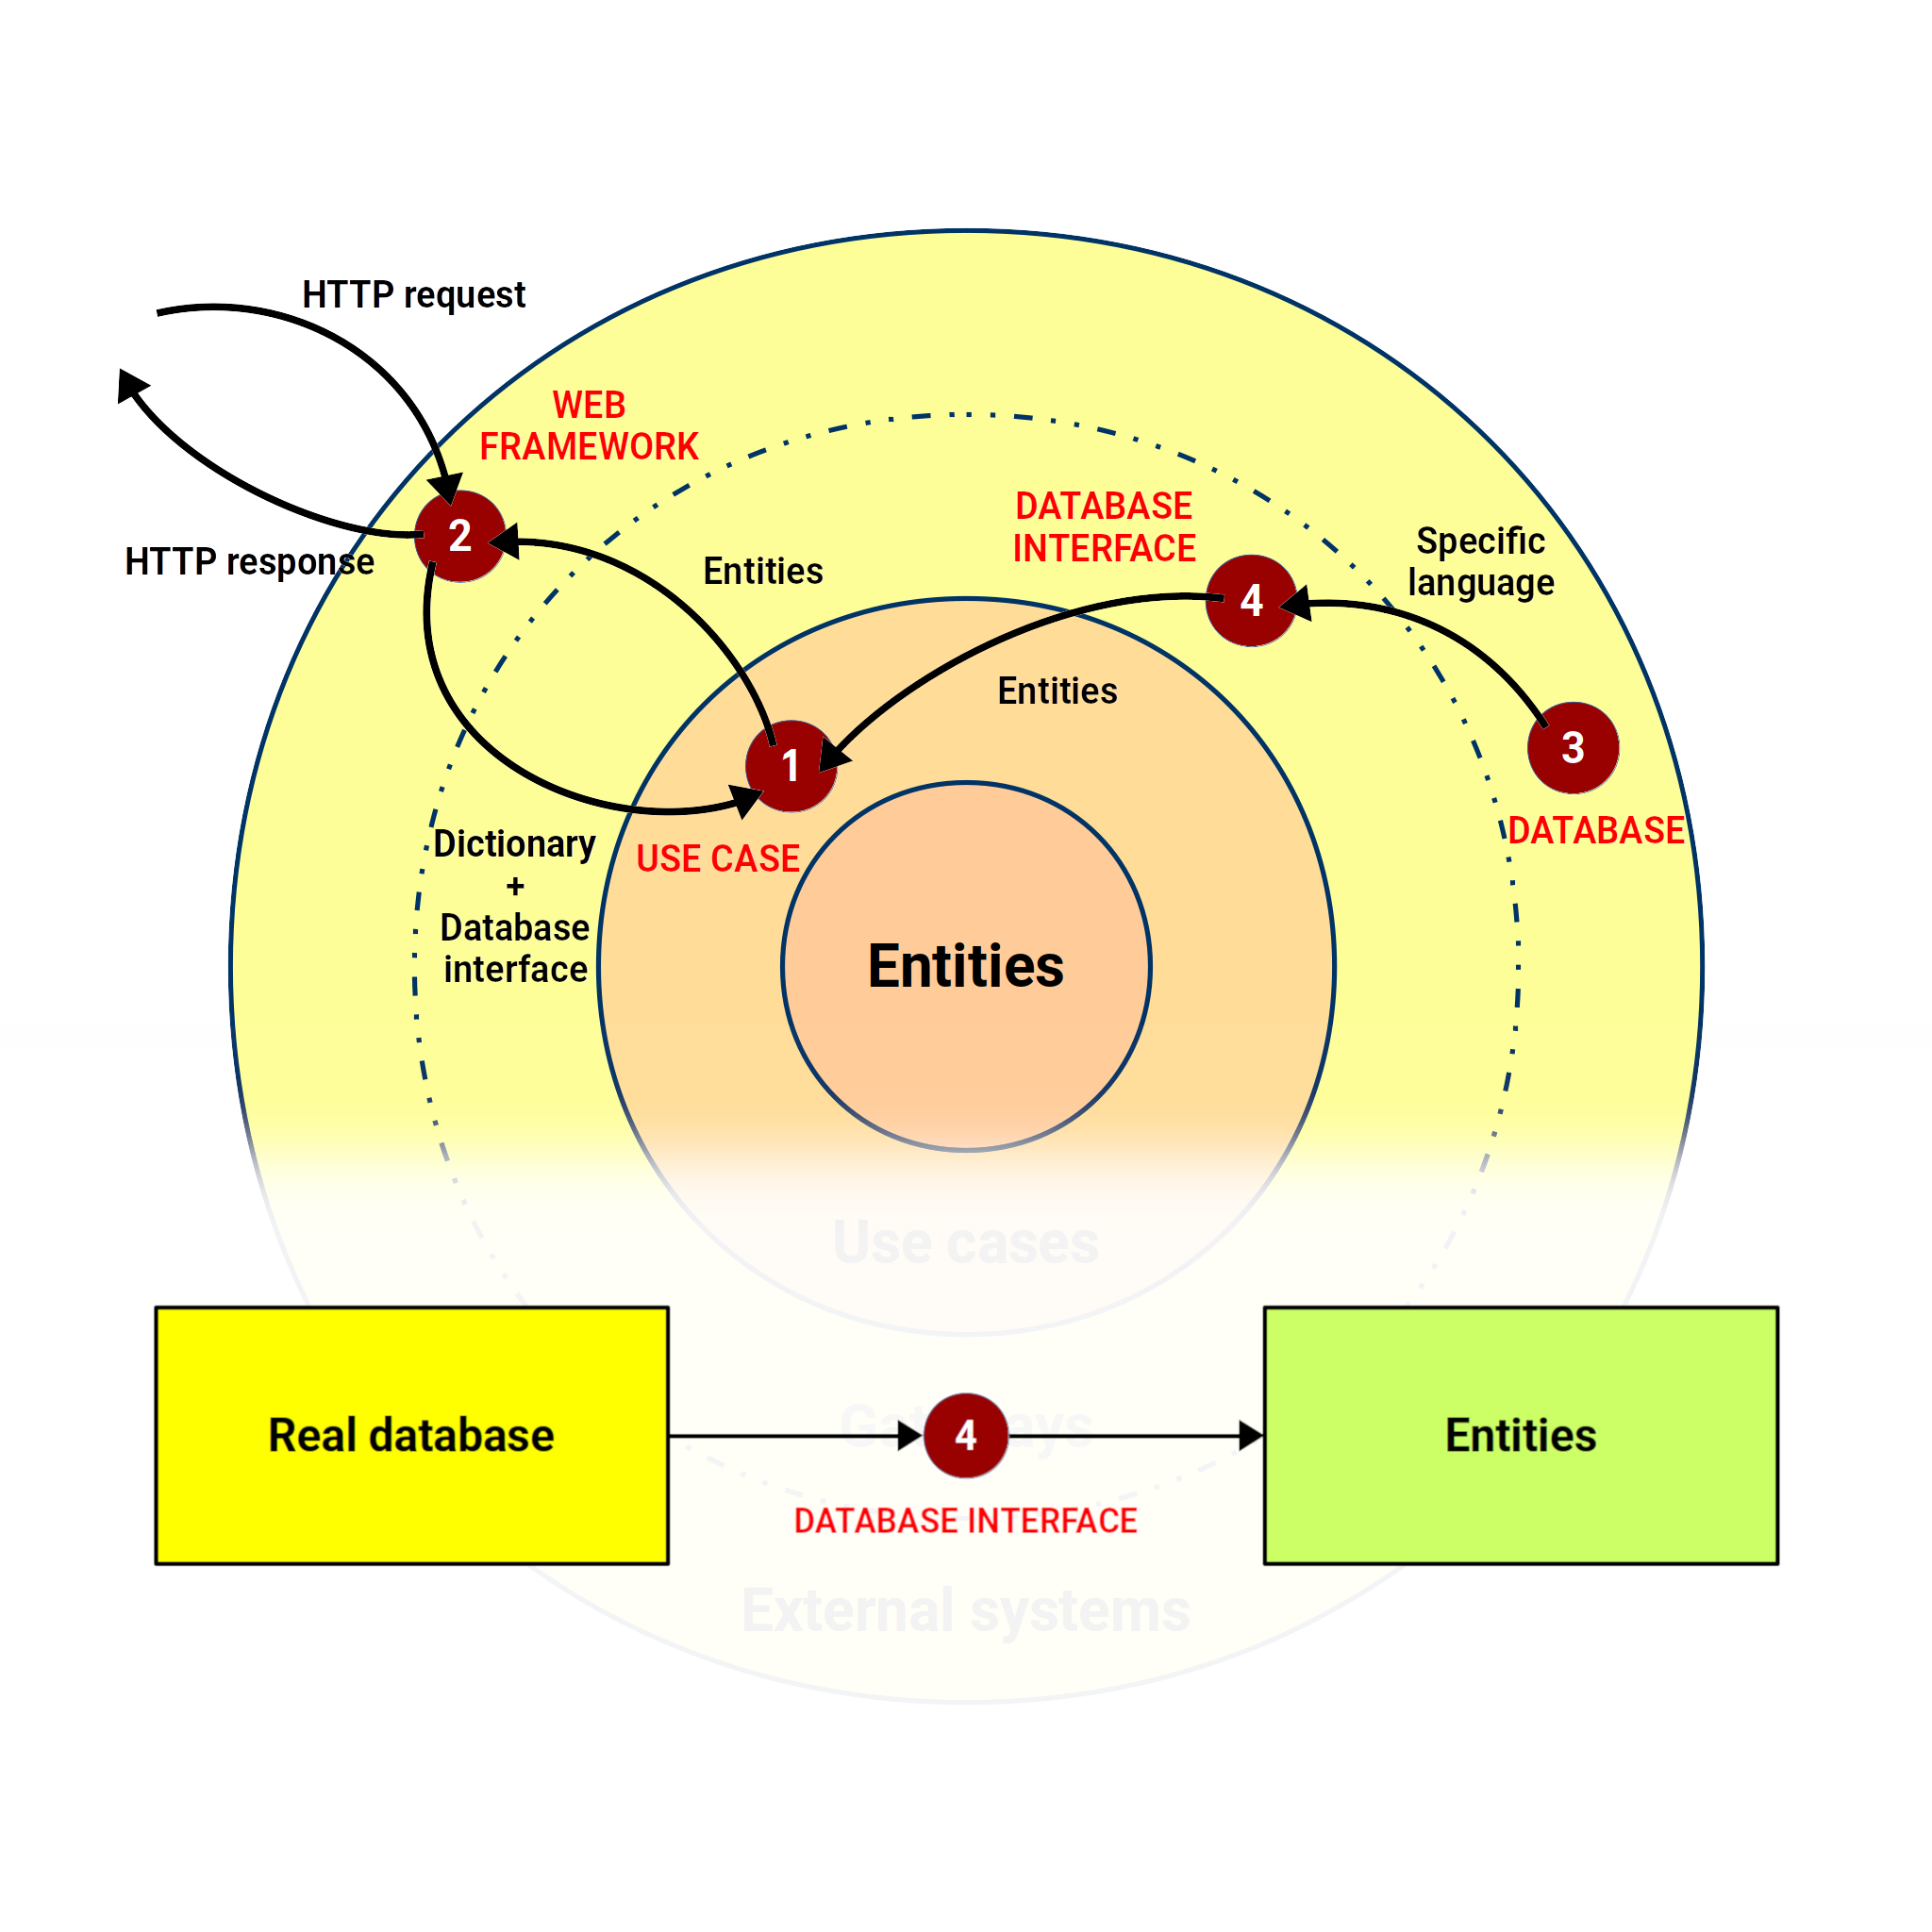 HTTP request
WEB
FRAMEWORK
2
HTTP response
Entities
DATABASE
INTERFACE
4
Specific
language
Entities
1
3
DATABASE
USE CASE
Dictionary
+
Database
interface
Entities
Use cases
Real database
4
Entities
DATABASE INTERFACE
External systems